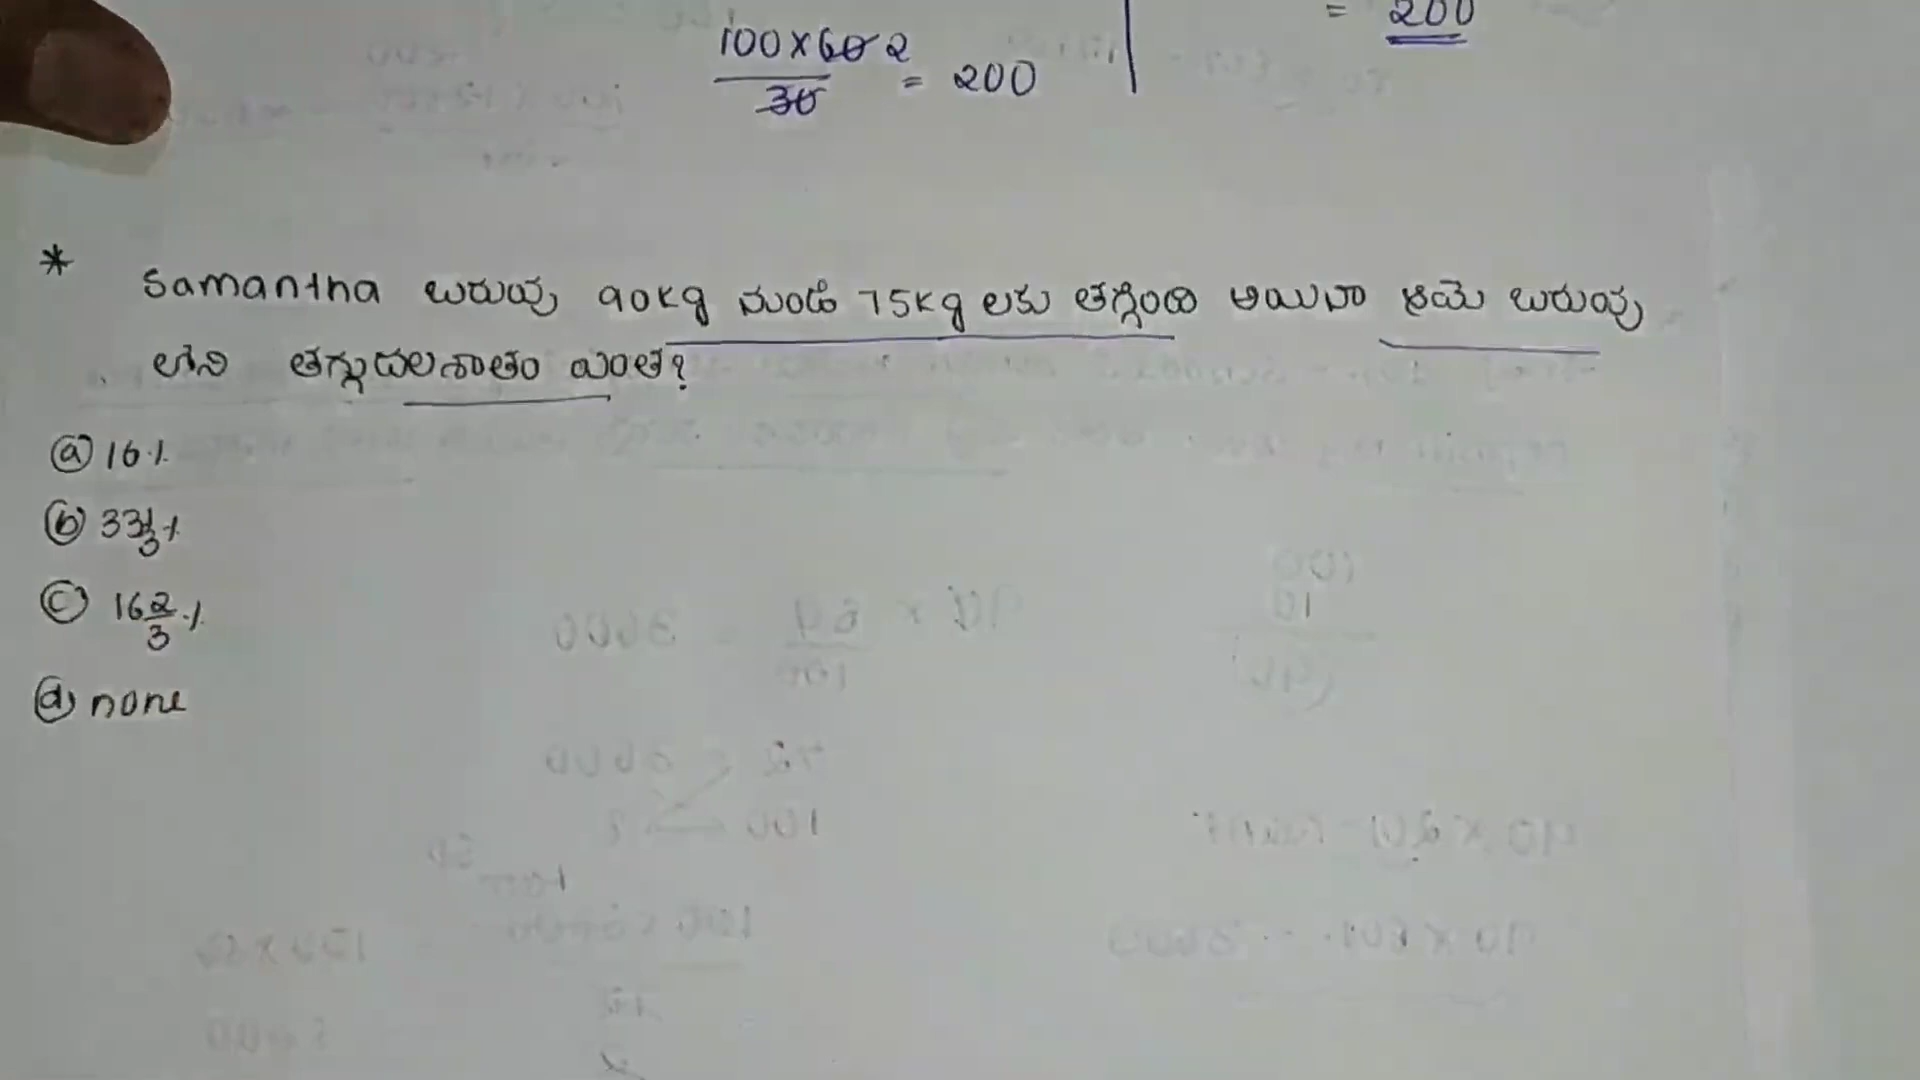 = 200
100×60 2
30
= 200
* Samantha బరువు 90kg నుండి 75kg లకు తగ్గింది అయినా ఆమె బరువు
లోని తగ్గుదలశాతం ఎంత?
ⓐ 16%
ⓑ 33 1/3 %
ⓒ 16 2/3 %
ⓓ none